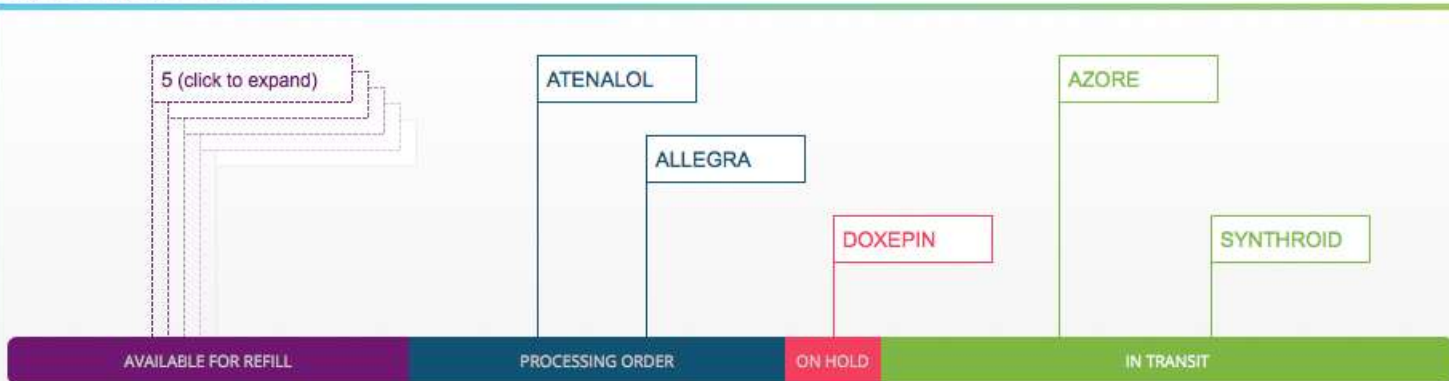 5 (click to expand)
ATENALOL
AZORE
ALLEGRA
DOXEPIN
SYNTHROID
AVAILABLE FOR REFILL
PROCESSING ORDER
ON HOLD
IN TRANSIT